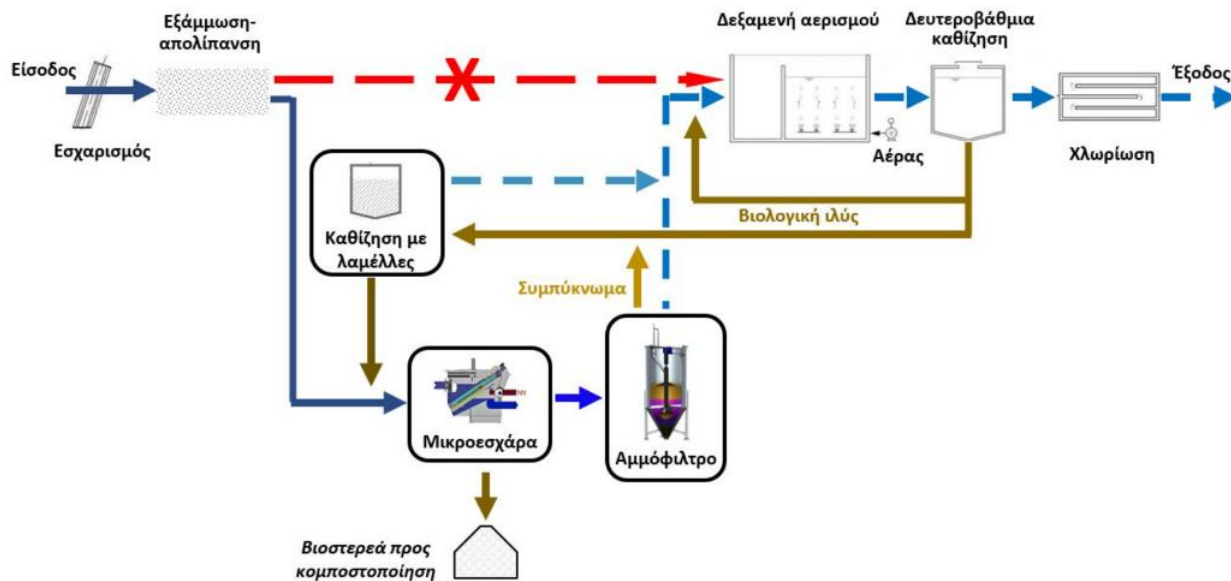 Εξάμμωση-
απολίπανση
Είσοδος
Εσχαρισμός
Δεξαμενή αερισμού
Δευτεροβάθμια
καθίζηση
Έξοδος
Αέρας
Χλωρίωση
Βιολογική ιλύς
Καθίζηση με
λαμέλλες
Συμπύκνωμα
Μικροεσχάρα
Αμμόφιλτρο
Βιοστερεά προς
κομποστοποίηση